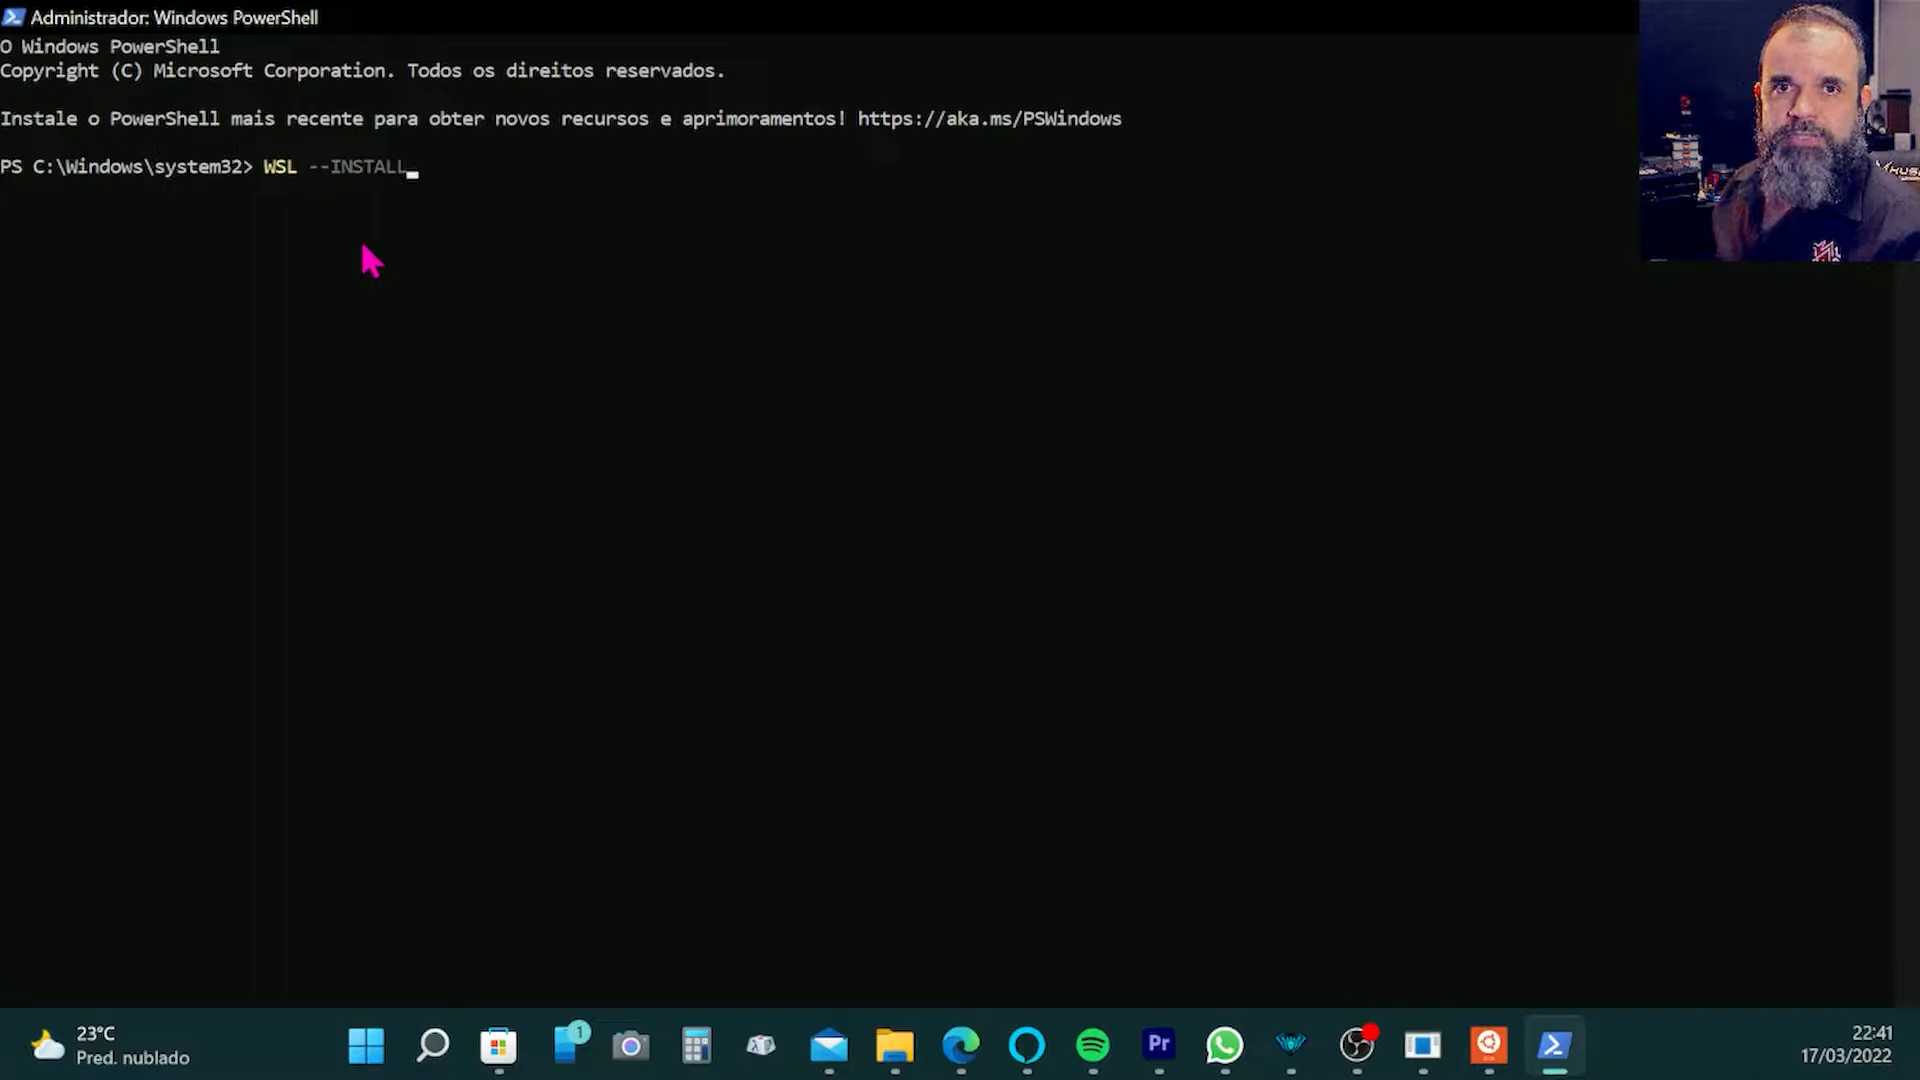 Administrador: Windows PowerShell
O Windows PowerShell
Copyright (C) Microsoft Corporation. Todos os direitos reservados.
Instale o PowerShell mais recente para obter novos recursos e aprimoramentos! https://aka.ms/PSWindows
PS C:\Windows\system32> WSL --INSTALL
23°C
Pred. nublado
1
Pr
22:41
17/03/2022